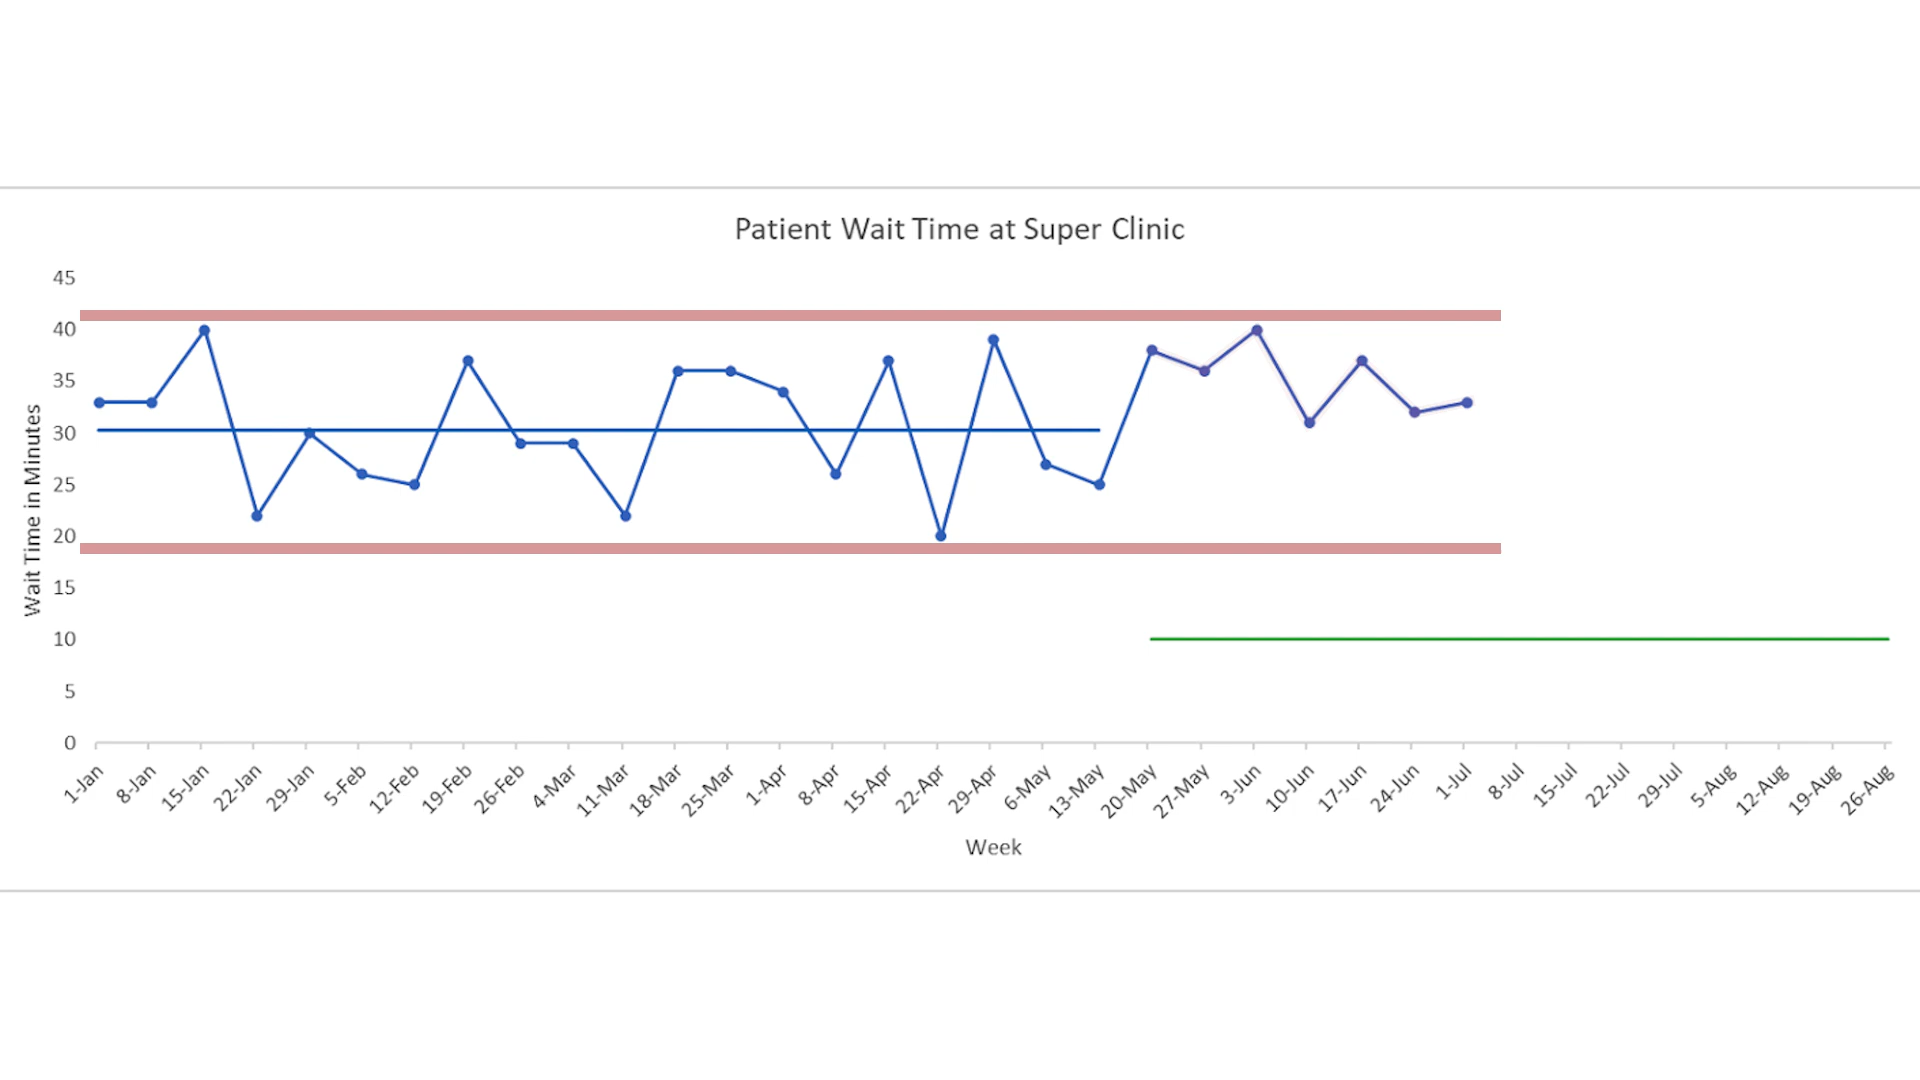 Patient Wait Time at Super Clinic
Wait Time in Minutes
45
40
35
30
25
20
15
10
5
0
1-Jan
8-Jan
15-Jan
22-Jan
29-Jan
5-Feb
12-Feb
19-Feb
26-Feb
4-Mar
11-Mar
18-Mar
25-Mar
1-Apr
8-Apr
15-Apr
22-Apr
29-Apr
6-May
13-May
20-May
27-May
3-Jun
10-Jun
17-Jun
24-Jun
1-Jul
8-Jul
15-Jul
22-Jul
29-Jul
5-Aug
12-Aug
19-Aug
26-Aug
Week